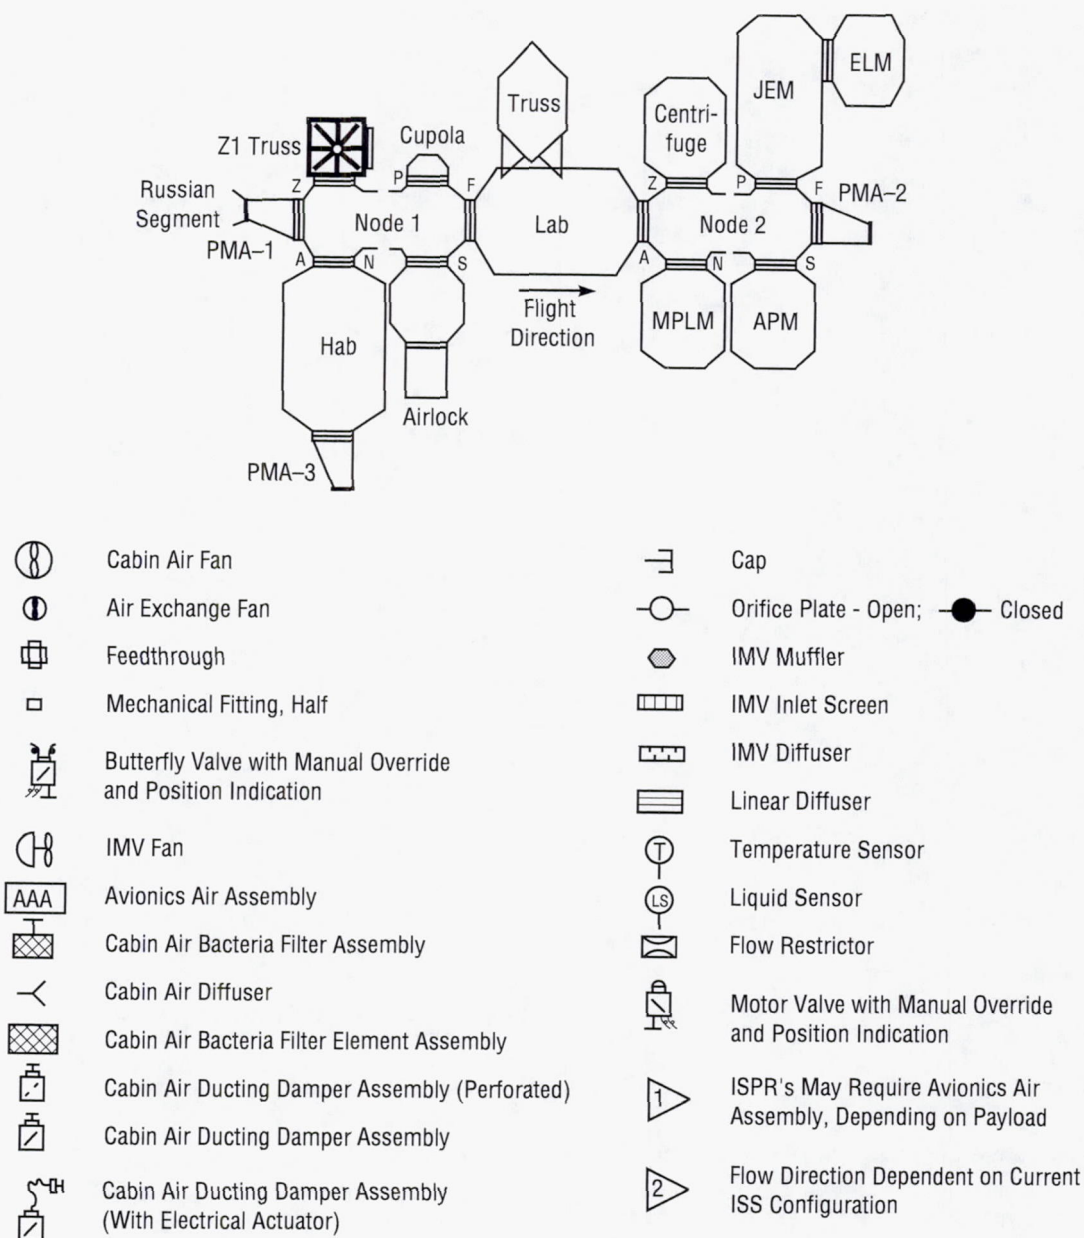 ELM
JEM
Truss
Centri-
fuge
Cupola
Z1 Truss
Z
P
F
Z
P
F
PMA–2
Russian
Segment
Node 1
Lab
Node 2
PMA–1
A
N
S
A
N
S
Flight
Direction
MPLM
APM
Hab
Airlock
PMA–3
Cabin Air Fan
Air Exchange Fan
Feedthrough
Mechanical Fitting, Half
Butterfly Valve with Manual Override
and Position Indication
IMV Fan
AAA
Avionics Air Assembly
Cabin Air Bacteria Filter Assembly
Cabin Air Diffuser
Cabin Air Bacteria Filter Element Assembly
Cabin Air Ducting Damper Assembly (Perforated)
Cabin Air Ducting Damper Assembly
Cabin Air Ducting Damper Assembly
(With Electrical Actuator)
Cap
Orifice Plate - Open; Closed
IMV Muffler
IMV Inlet Screen
IMV Diffuser
Linear Diffuser
T
Temperature Sensor
LS
Liquid Sensor
Flow Restrictor
Motor Valve with Manual Override
and Position Indication
1
ISPR's May Require Avionics Air
Assembly, Depending on Payload
2
Flow Direction Dependent on Current
ISS Configuration